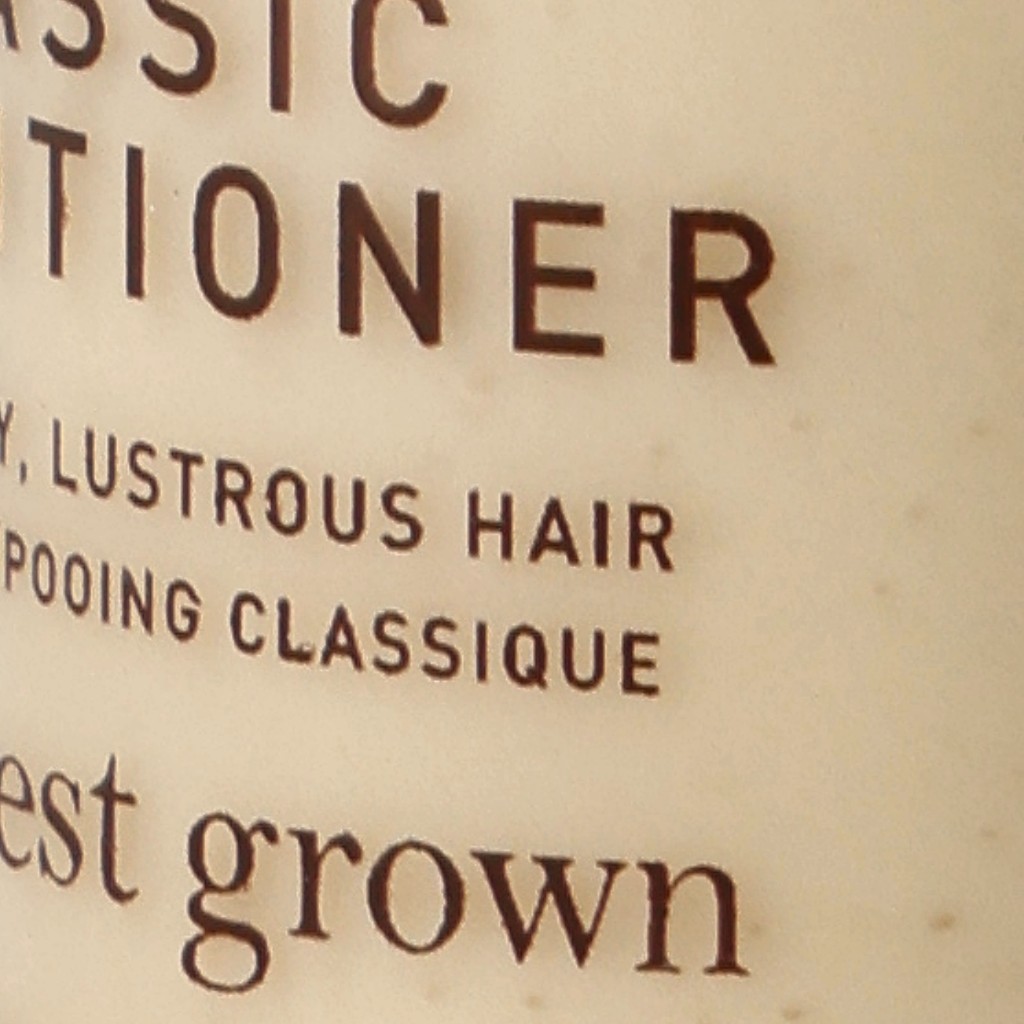 ASSIC
TIONER
Y, LUSTROUS HAIR
POOING CLASSIQUE
est grown